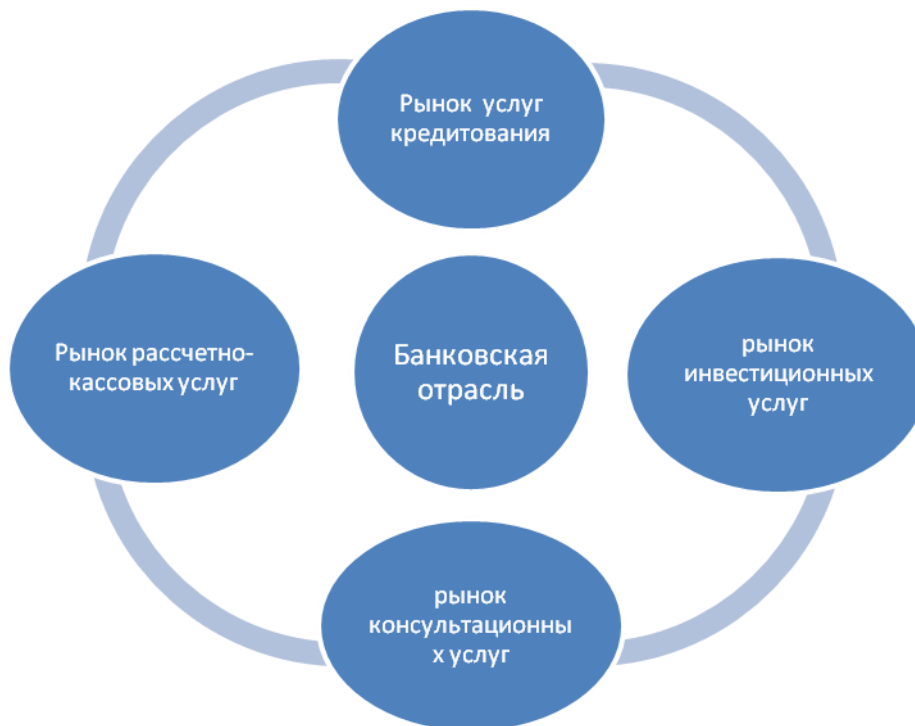 Рынок услуг
кредитования
Рынок рассчетно-
кассовых услуг
Банковская
отрасль
рынок
инвестиционных
услуг
рынок
консультационны
х услуг